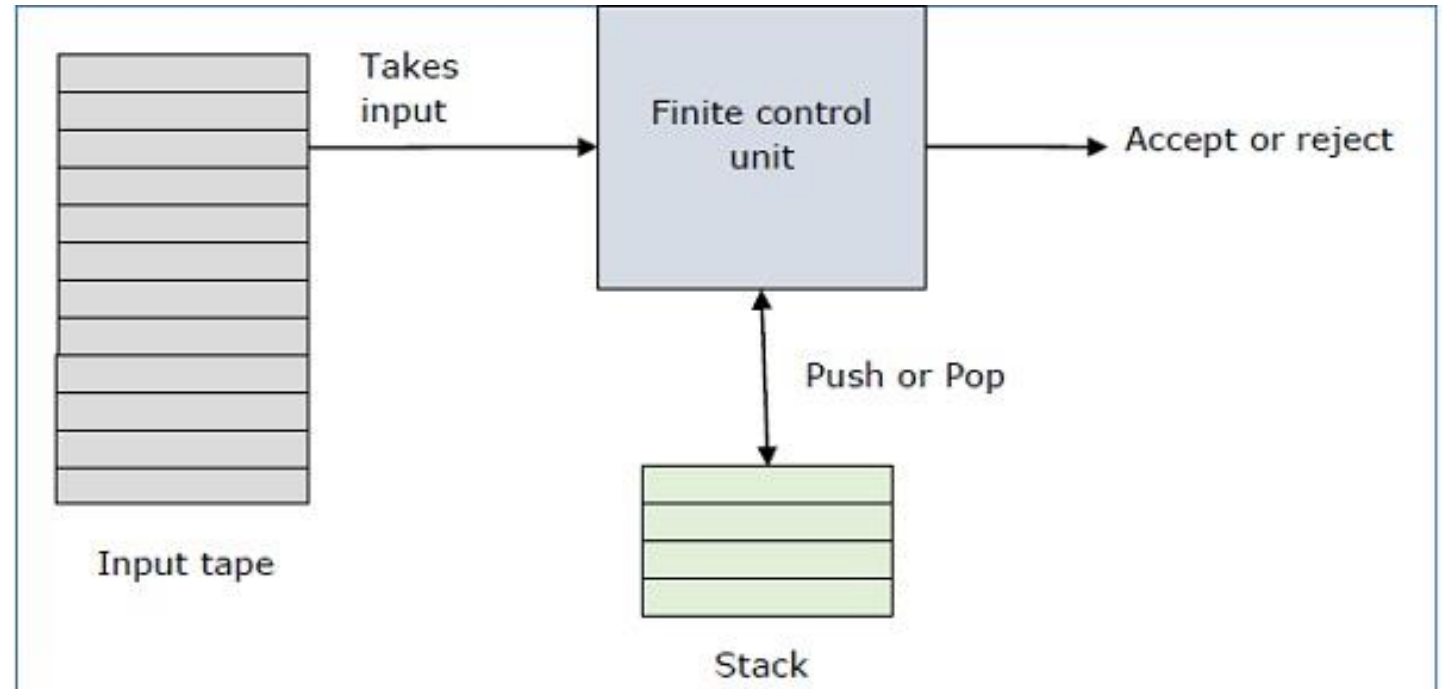 Takes
input
Finite control
unit
Accept or reject
Push or Pop
Input tape
Stack